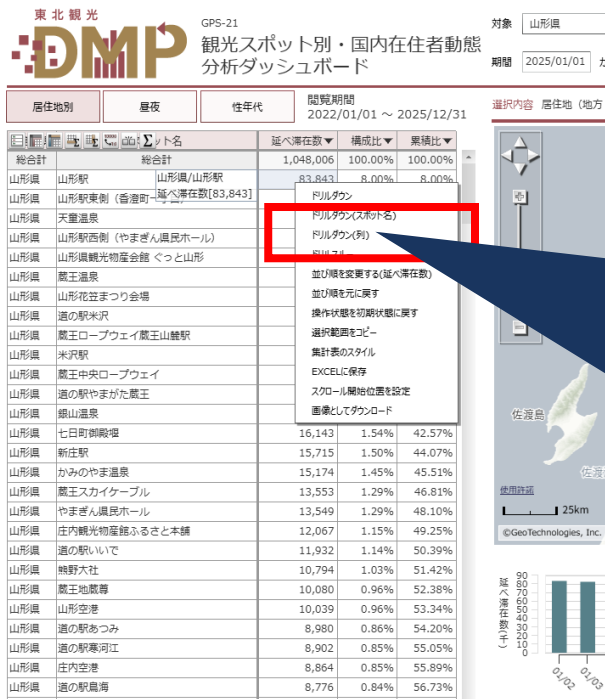 東北観光
DMP
GPS-21
観光スポット別・国内在住者動態
分析ダッシュボード
対象 山形県
期間 2025/01/01 か
居住地別 昼夜 性年代
閲覧期間
2022/01/01 ～ 2025/12/31
選択内容 居住地（地方
ット名 延べ滞在数▼ 構成比▼ 累積比▼
総合計 総合計 1,048,006 100.00% 100.00%
山形県 山形駅 83,843 8.00% 8.00%
山形県/山形駅
延べ滞在数[83,843]
山形県 山形駅東側（香澄町
山形県 天童温泉
山形県 山形駅西側（やまぎん県民ホール）
山形県 山形県観光物産会館 ぐっと山形
山形県 蔵王温泉
山形県 山形花笠まつり会場
山形県 道の駅米沢
山形県 蔵王ロープウェイ蔵王山麓駅
山形県 米沢駅
山形県 蔵王中央ロープウェイ
山形県 道の駅やまがた蔵王
山形県 銀山温泉
ドリルダウン
ドリルダウン(スポット名)
ドリルダウン(列)
ドリルスルー
並び順を変更する(延べ滞在数)
並び順を元に戻す
操作状態を初期状態に戻す
選択範囲をコピー
集計表のスタイル
EXCELに保存
スクロール開始位置を設定
画像としてダウンロード
山形県 七日町御殿堰 16,143 1.54% 42.57%
山形県 新庄駅 15,715 1.50% 44.07%
山形県 かみのやま温泉 15,174 1.45% 45.51%
山形県 蔵王スカイケーブル 13,553 1.29% 46.81%
山形県 やまぎん県民ホール 13,549 1.29% 48.10%
山形県 庄内観光物産館ふるさと本舗 12,067 1.15% 49.25%
山形県 道の駅いいで 11,932 1.14% 50.39%
山形県 熊野大社 10,794 1.03% 51.42%
山形県 蔵王地蔵尊 10,080 0.96% 52.38%
山形県 山形空港 10,039 0.96% 53.34%
山形県 道の駅あつみ 8,980 0.86% 54.20%
山形県 道の駅寒河江 8,902 0.85% 55.05%
山形県 庄内空港 8,864 0.85% 55.89%
山形県 道の駅鳥海 8,776 0.84% 56.73%
佐渡島
佐渡
使用許諾
25km
©GeoTechnologies, Inc.
延べ滞在数(千)
90
80
70
60
50
40
30
20
10
0
01/02 01/03